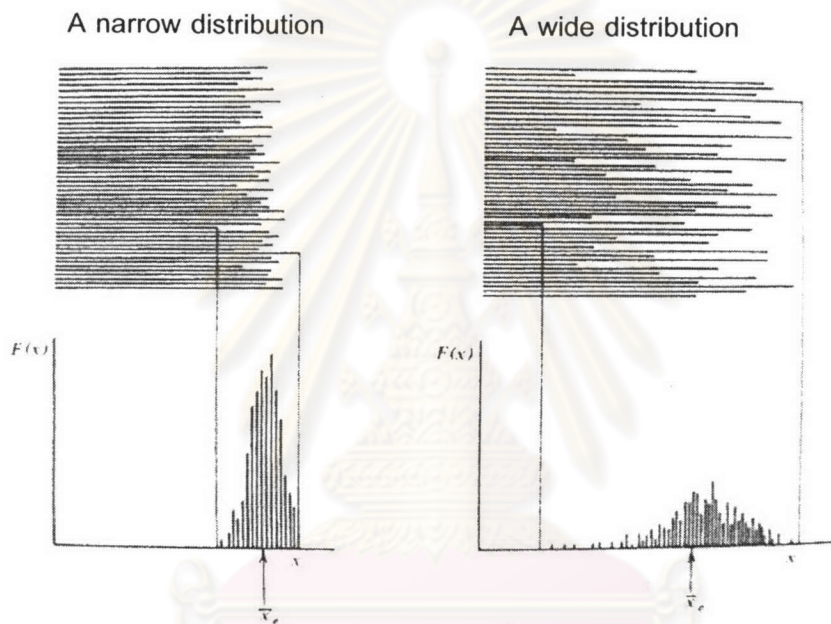 A narrow distribution
A wide distribution
F(x)
F(x)
x
x
x̄ₑ
x̄ₑ